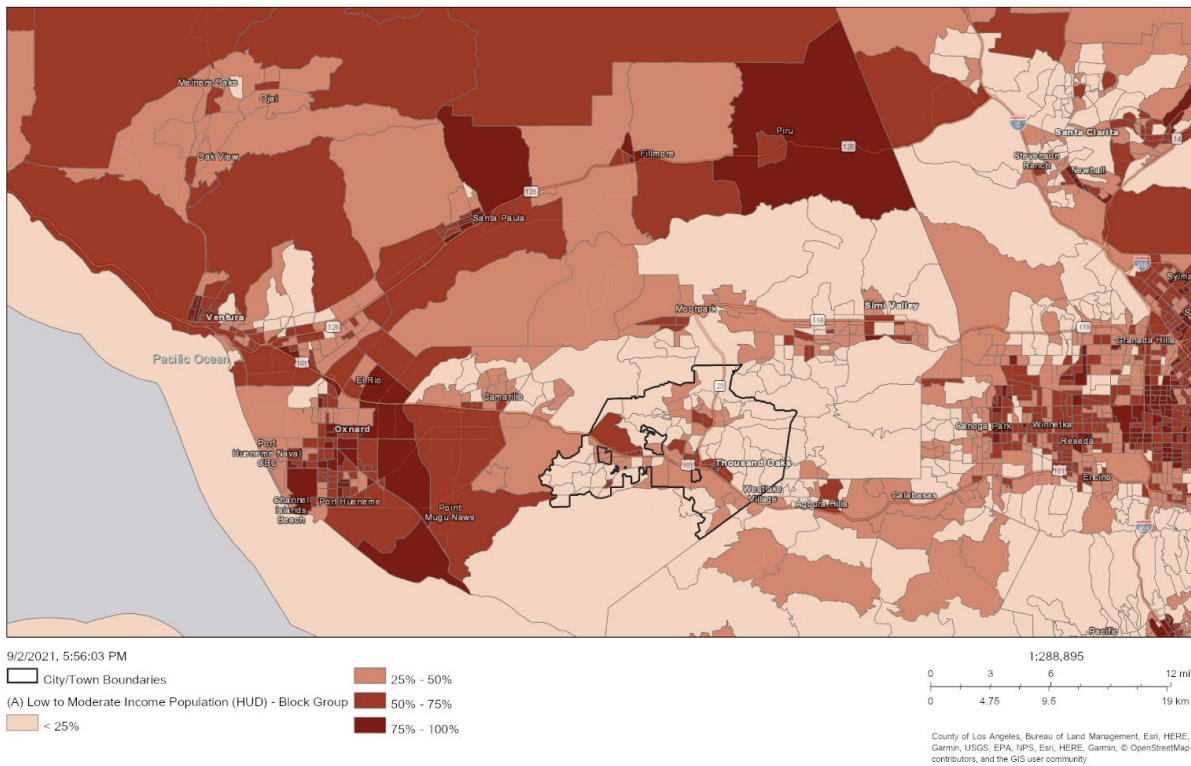 Meiners Oaks
Ojai
Oak View
Santa Paula
126
Fillmore
Piru
126
5
Santa Clarita
14
Stevenson
Ranch
Newhall
210
Ventura
126
101
Pacific Ocean
El Rio
Camarillo
Moorpark
118
Simi Valley
118
Granada Hills
23
Oxnard
Port
Hueneme Naval
CBC
Channel
Islands
Beach
Port Hueneme
Point
Mugu Naws
101
Thousand Oaks
Westlake
Village
Agoura Hills
Calabasas
Canoga Park
Winnetka
Reseda
101
Encino
405
Pacific
9/2/2021, 5:56:03 PM
City/Town Boundaries
(A) Low to Moderate Income Population (HUD) - Block Group
< 25%
25% - 50%
50% - 75%
75% - 100%
1:288,895
0 3 6 12 mi
0 4.75 9.5 19 km
County of Los Angeles, Bureau of Land Management, Esri, HERE,
Garmin, USGS, EPA, NPS, Esri, HERE, Garmin, © OpenStreetMap
contributors, and the GIS user community